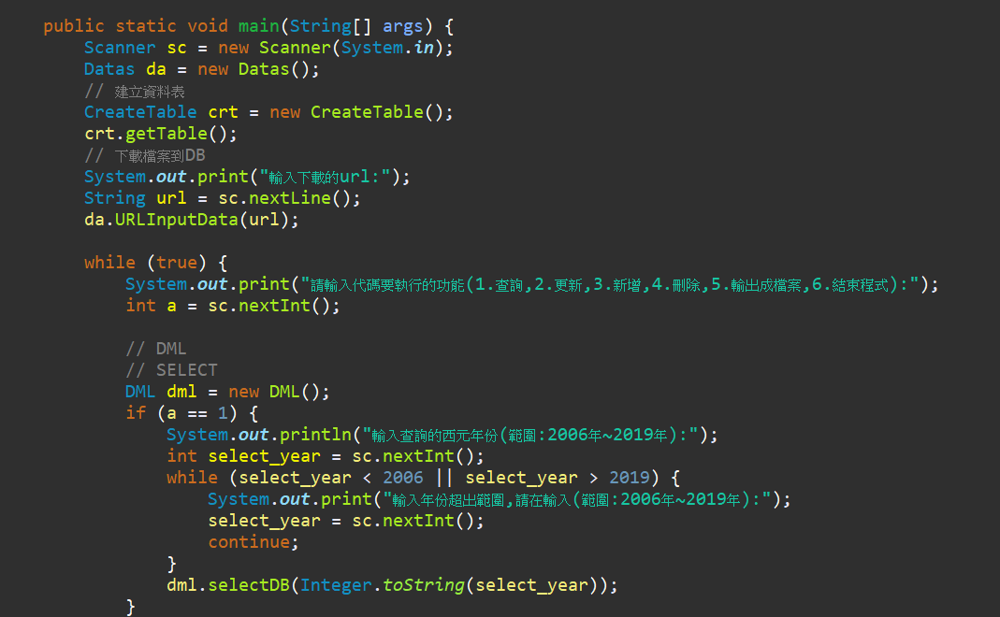 public static void main(String[] args) {
Scanner sc = new Scanner(System.in);
Datas da = new Datas();
// 建立資料表
CreateTable crt = new CreateTable();
crt.getTable();
// 下載檔案到DB
System.out.print("輸入下載的url:");
String url = sc.nextLine();
da.URLInputData(url);
while (true) {
System.out.print("請輸入代碼要執行的功能(1.查詢,2.更新,3.新增,4.刪除,5.輸出成檔案,6.結束程式):");
int a = sc.nextInt();
// DML
// SELECT
DML dml = new DML();
if (a == 1) {
System.out.println("輸入查詢的西元年份(範圍:2006年~2019年):");
int select_year = sc.nextInt();
while (select_year < 2006 || select_year > 2019) {
System.out.print("輸入年份超出範圍,請在輸入(範圍:2006年~2019年):");
select_year = sc.nextInt();
continue;
}
dml.selectDB(Integer.toString(select_year));
}